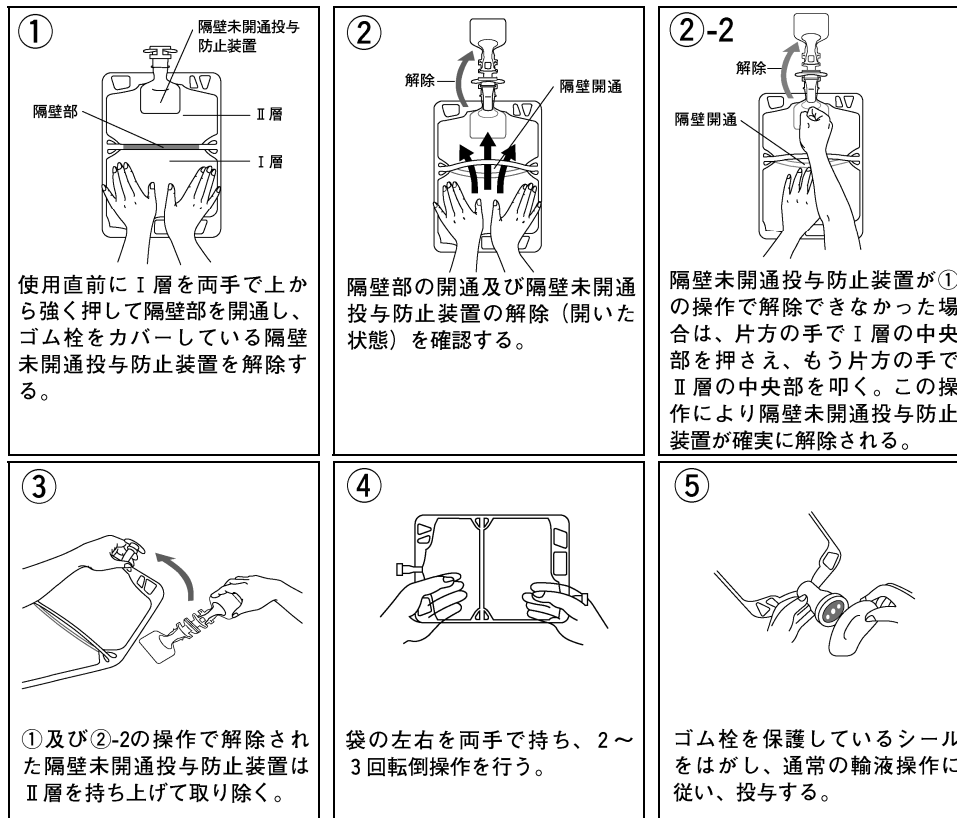 ①
隔壁未開通投与
防止装置
隔壁部
Ⅱ層
Ⅰ層
使用直前にⅠ層を両手で上か
ら強く押して隔壁部を開通し、
ゴム栓をカバーしている隔壁
未開通投与防止装置を解除す
る。
②
解除
隔壁開通
隔壁部の開通及び隔壁未開通
投与防止装置の解除（開いた
状態）を確認する。
②-2
解除
隔壁開通
隔壁未開通投与防止装置が①
の操作で解除できなかった場
合は、片方の手でⅠ層の中央
部を押さえ、もう片方の手で
Ⅱ層の中央部を叩く。この操
作により隔壁未開通投与防止
装置が確実に解除される。
③
①及び②-2の操作で解除され
た隔壁未開通投与防止装置は
Ⅱ層を持ち上げて取り除く。
④
袋の左右を両手で持ち、2～
3回転倒操作を行う。
⑤
ゴム栓を保護しているシール
をはがし、通常の輸液操作に
従い、投与する。